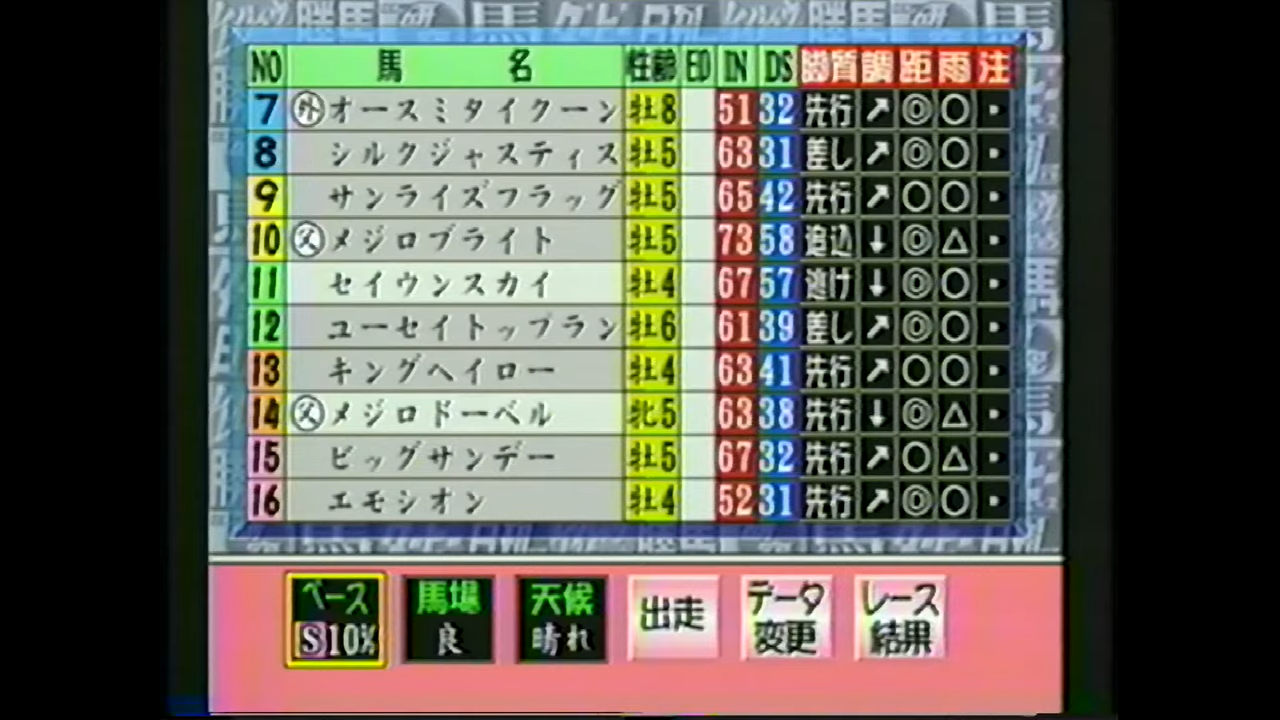 NO 馬名 性齢 印 IN DS 脚質 調 距 雨 注
7 外 オースミタイクーン 牡8 51 32 先行 ↗ ◎ ○ ・
8 シルクジャスティス 牡5 63 31 差し ↗ ◎ ○ ・
9 サンライズフラッグ 牡5 65 42 先行 ↗ ○ ○ ・
10 父 メジロブライト 牡5 73 58 追込 ↓ ◎ △ ・
11 セイウンスカイ 牡4 67 57 逃げ ↓ ◎ ○ ・
12 ユーセイトップラン 牡6 61 39 差し ↗ ◎ ○ ・
13 キングヘイロー 牡4 63 41 先行 ↗ ○ ○ ・
14 父 メジロドーベル 牝5 63 38 先行 ↓ ◎ △ ・
15 ビッグサンデー 牡5 67 32 先行 ↗ ○ △ ・
16 エモシオン 牡4 52 31 先行 ↗ ◎ ○ ・
ペース 馬場 天候 出走 データ レース
S10% 良 晴れ 変更 結果